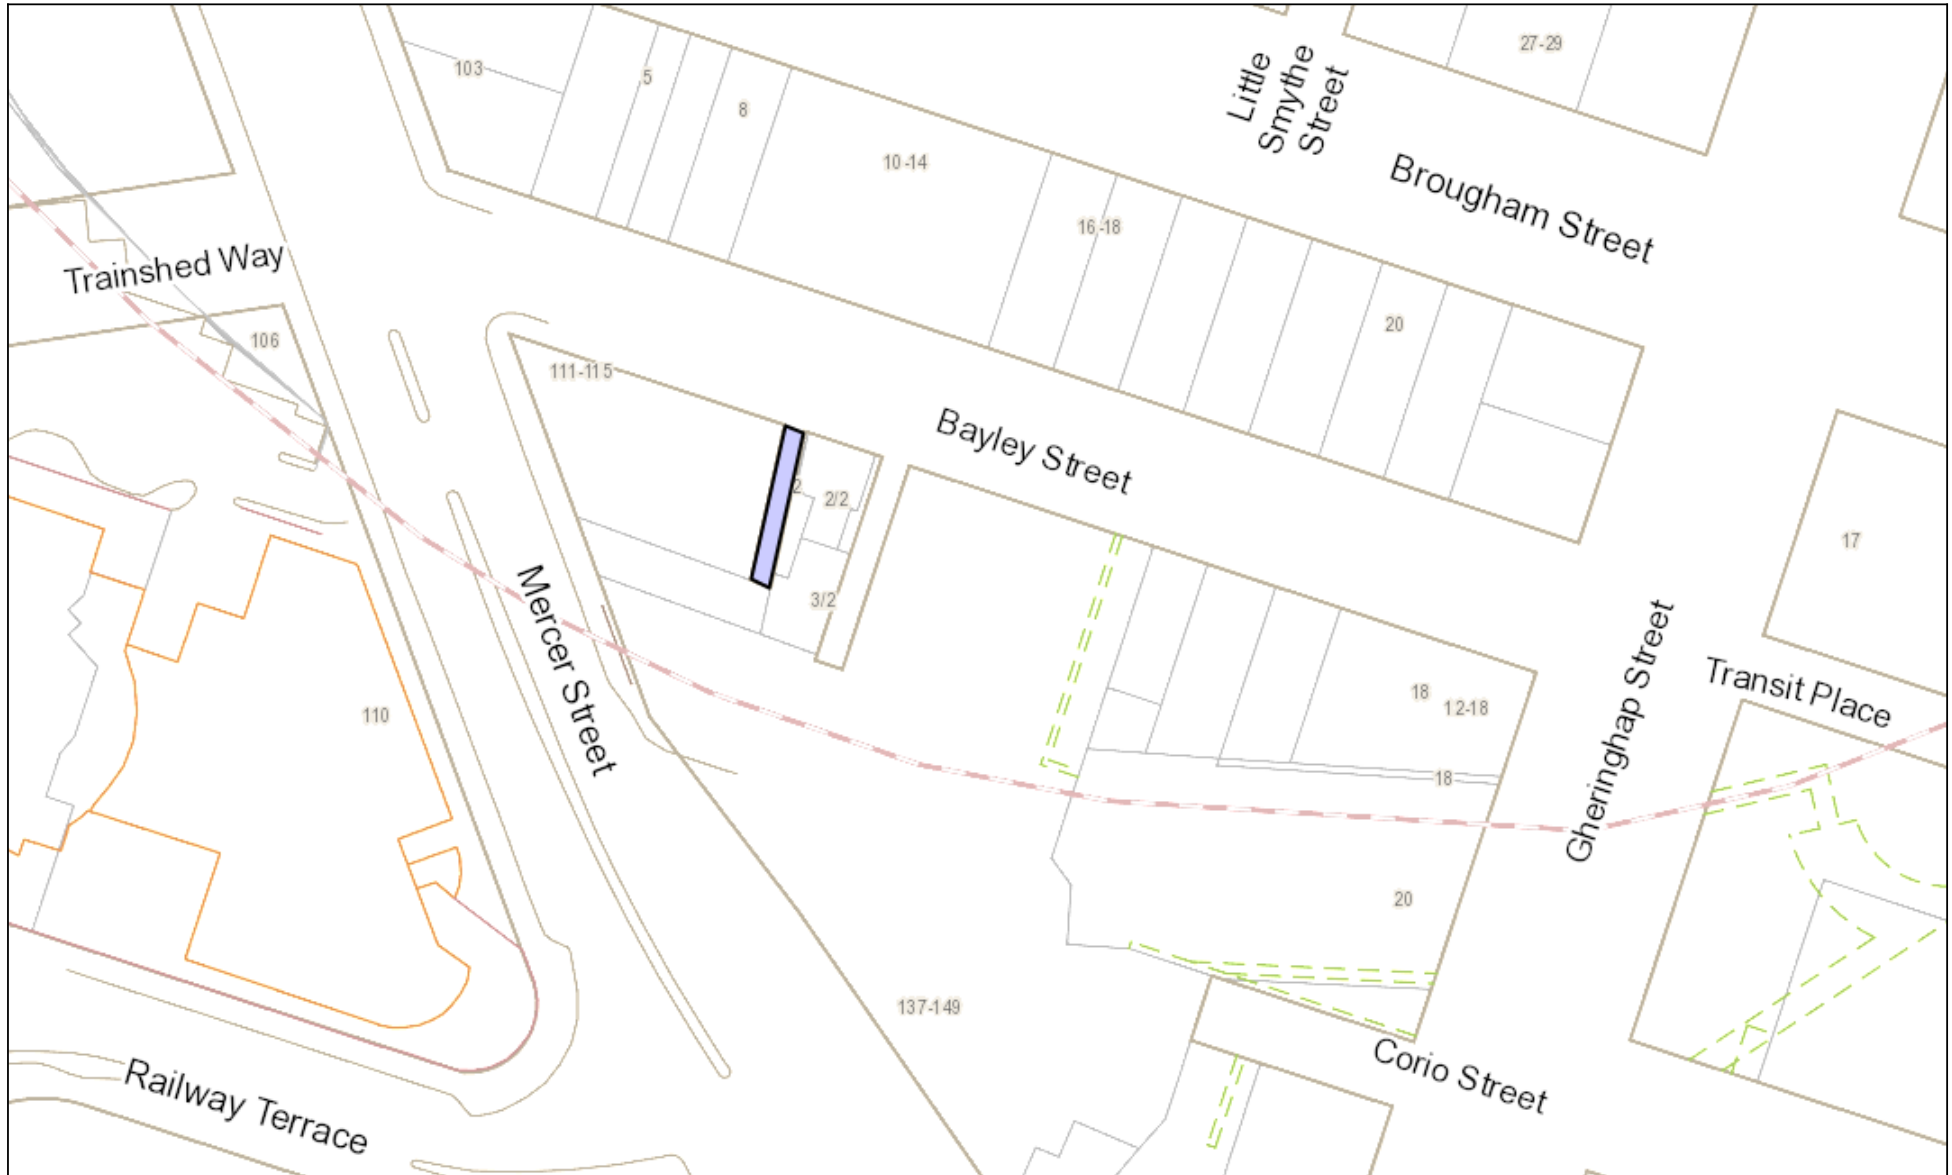 103
5
8
10-14
16-18
20
27-29
Little
Smythe
Street
Brougham Street
Trainshed Way
106
111-115
Bayley Street
2
2/2
3/2
17
Mercer Street
110
18
12-18
18
20
Gheringhap Street
Transit Place
137-149
Corio Street
Railway Terrace